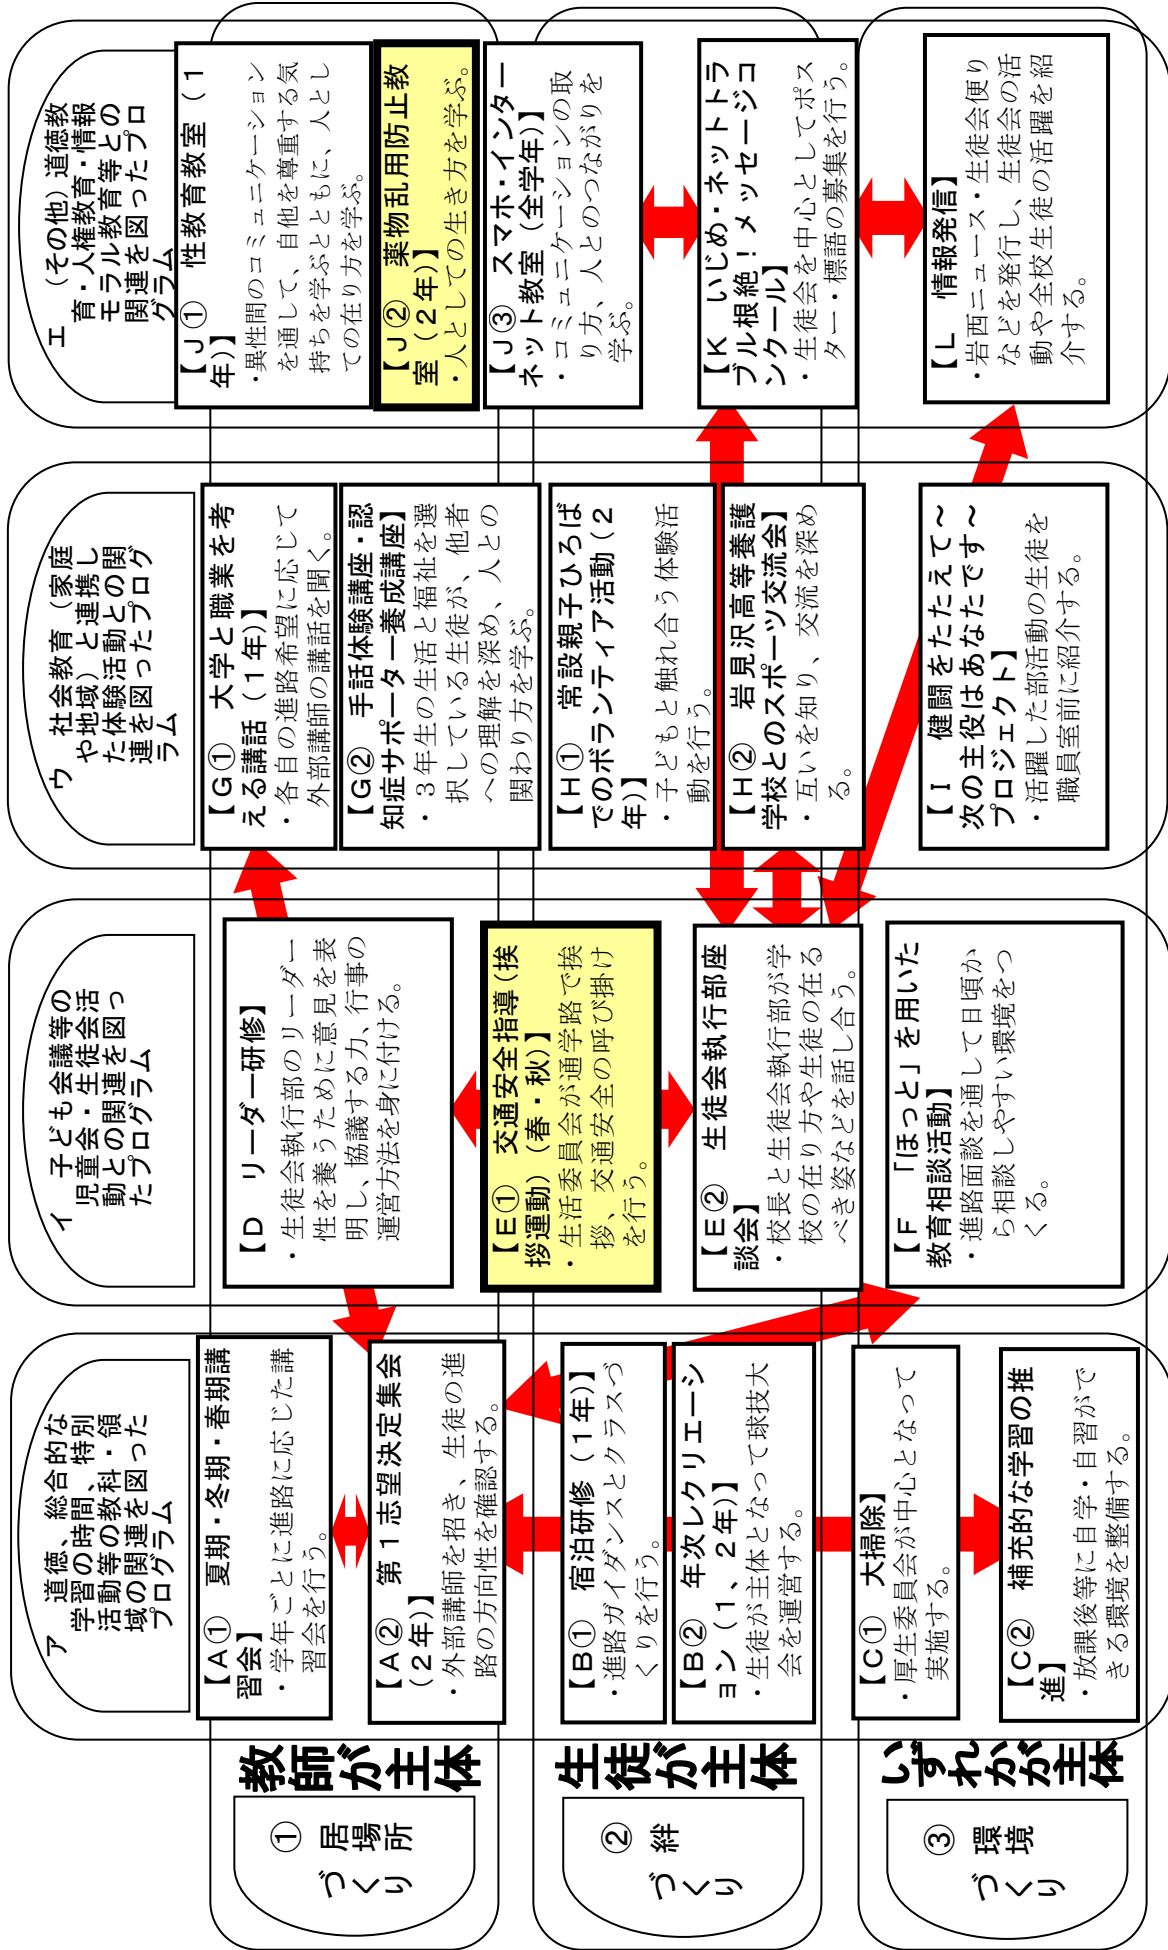 ア　道徳、総合的な
学習の時間、特別
活動等の教科・領
域の関連を図った
プログラム
イ　子ども会議等の
児童会・生徒会活
動との関連を図っ
たプログラム
ウ　社会教育（家庭
や地域）と連携し
た体験活動との関
連を図ったプログ
ラム
エ　（その他）道徳教
育・人権教育・情報
モラル教育等との
関連を図ったプロ
グラム
① 居場所
づくり
教師が主体
【Ａ①　夏期・冬期・春期講
習会】
・学年ごとに進路に応じた講
習会を行う。
【Ａ②　第１志望決定集会
（２年）】
・外部講師を招き、生徒の進
路の方向性を確認する。
【Ｄ　リーダー研修】
・生徒会執行部のリーダー
性を養うために意見を表
明し、協議する力、行事の
運営方法を身に付ける。
【Ｇ①　大学と職業を考
える講話（１年）】
・各自の進路希望に応じて
外部講師の講話を聞く。
【Ｇ②　手話体験講座・認
知症サポーター養成講座】
・３年生の生活と福祉を選
択している生徒が、他者
への理解を深め、人との
関わり方を学ぶ。
【Ｊ①　性教育教室（１
年）】
・異性間のコミュニケーション
を通して、自他を尊重する気
持ちを学ぶとともに、人とし
ての在り方を学ぶ。
【Ｊ②　薬物乱用防止教
室（２年）】
・人としての生き方を学ぶ。
② 絆
づくり
生徒が主体
【Ｂ①　宿泊研修（１年）】
・進路ガイダンスとクラスづ
くりを行う。
【Ｂ②　年次レクリエーシ
ョン（１、２年）】
・生徒が主体となって球技大
会を運営する。
【Ｅ①　交通安全指導（挨
拶運動）（春・秋）】
・生活委員会が通学路で挨
拶、交通安全の呼び掛け
を行う。
【Ｅ②　生徒会執行部座
談会】
・校長と生徒会執行部が学
校の在り方や生徒の在る
べき姿などを話し合う。
【Ｈ①　常設親子ひろば
でのボランティア活動（２
年）】
・子どもと触れ合う体験活
動を行う。
【Ｈ②　岩見沢高等養護
学校とのスポーツ交流会】
・互いを知り、交流を深め
る。
【Ｊ③　スマホ・インター
ネット教室（全学年）】
・コミュニケーションの取
り方、人とのつながりを
学ぶ。
【Ｋ　いじめ・ネットトラ
ブル根絶！メッセージコ
ンクール】
・生徒会を中心としてポス
ター・標語の募集を行う。
③ 環境
づくり
いずれかが主体
【Ｃ①　大掃除】
・厚生委員会が中心となって
実施する。
【Ｃ②　補充的な学習の推
進】
・放課後等に自学・自習がで
きる環境を整備する。
【Ｆ　「ほっと」を用いた
教育相談活動】
・進路面談を通して日頃か
ら相談しやすい環境をつ
くる。
【Ｉ　健闘をたたえて～
次の主役はあなたです～
プロジェクト】
・活躍した部活動の生徒を
職員室前に紹介する。
【Ｌ　情報発信】
・岩西ニュース・生徒会便り
などを発行し、生徒会の活
動や全校生徒の活躍を紹
介する。